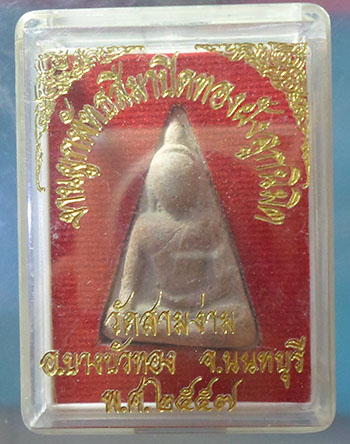 งานผูกพัทธสีมาปิดทองฝังลูกนิมิต
วัดสามง่าม
อ.บางบัวทอง จ.นนทบุรี
พ.ศ.๒๕๕๗